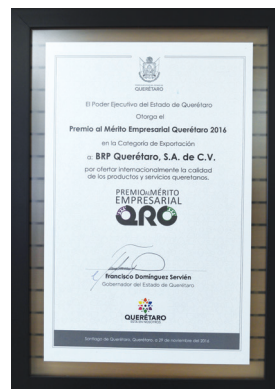 QUERÉTARO
El Poder Ejecutivo del Estado de Querétaro
Otorga el
Premio al Mérito Empresarial Querétaro 2016
en la Categoría de Exportación
a: BRP Querétaro, S.A. de C.V.
por ofertar internacionalmente la calidad
de los productos y servicios queretanos.
PREMIO AL MÉRITO
EMPRESARIAL
QRO
Francisco Domínguez Servién
Gobernador del Estado de Querétaro
QUERÉTARO
ESTÁ EN NOSOTROS
Santiago de Querétaro, Querétaro a 29 de noviembre del 2016